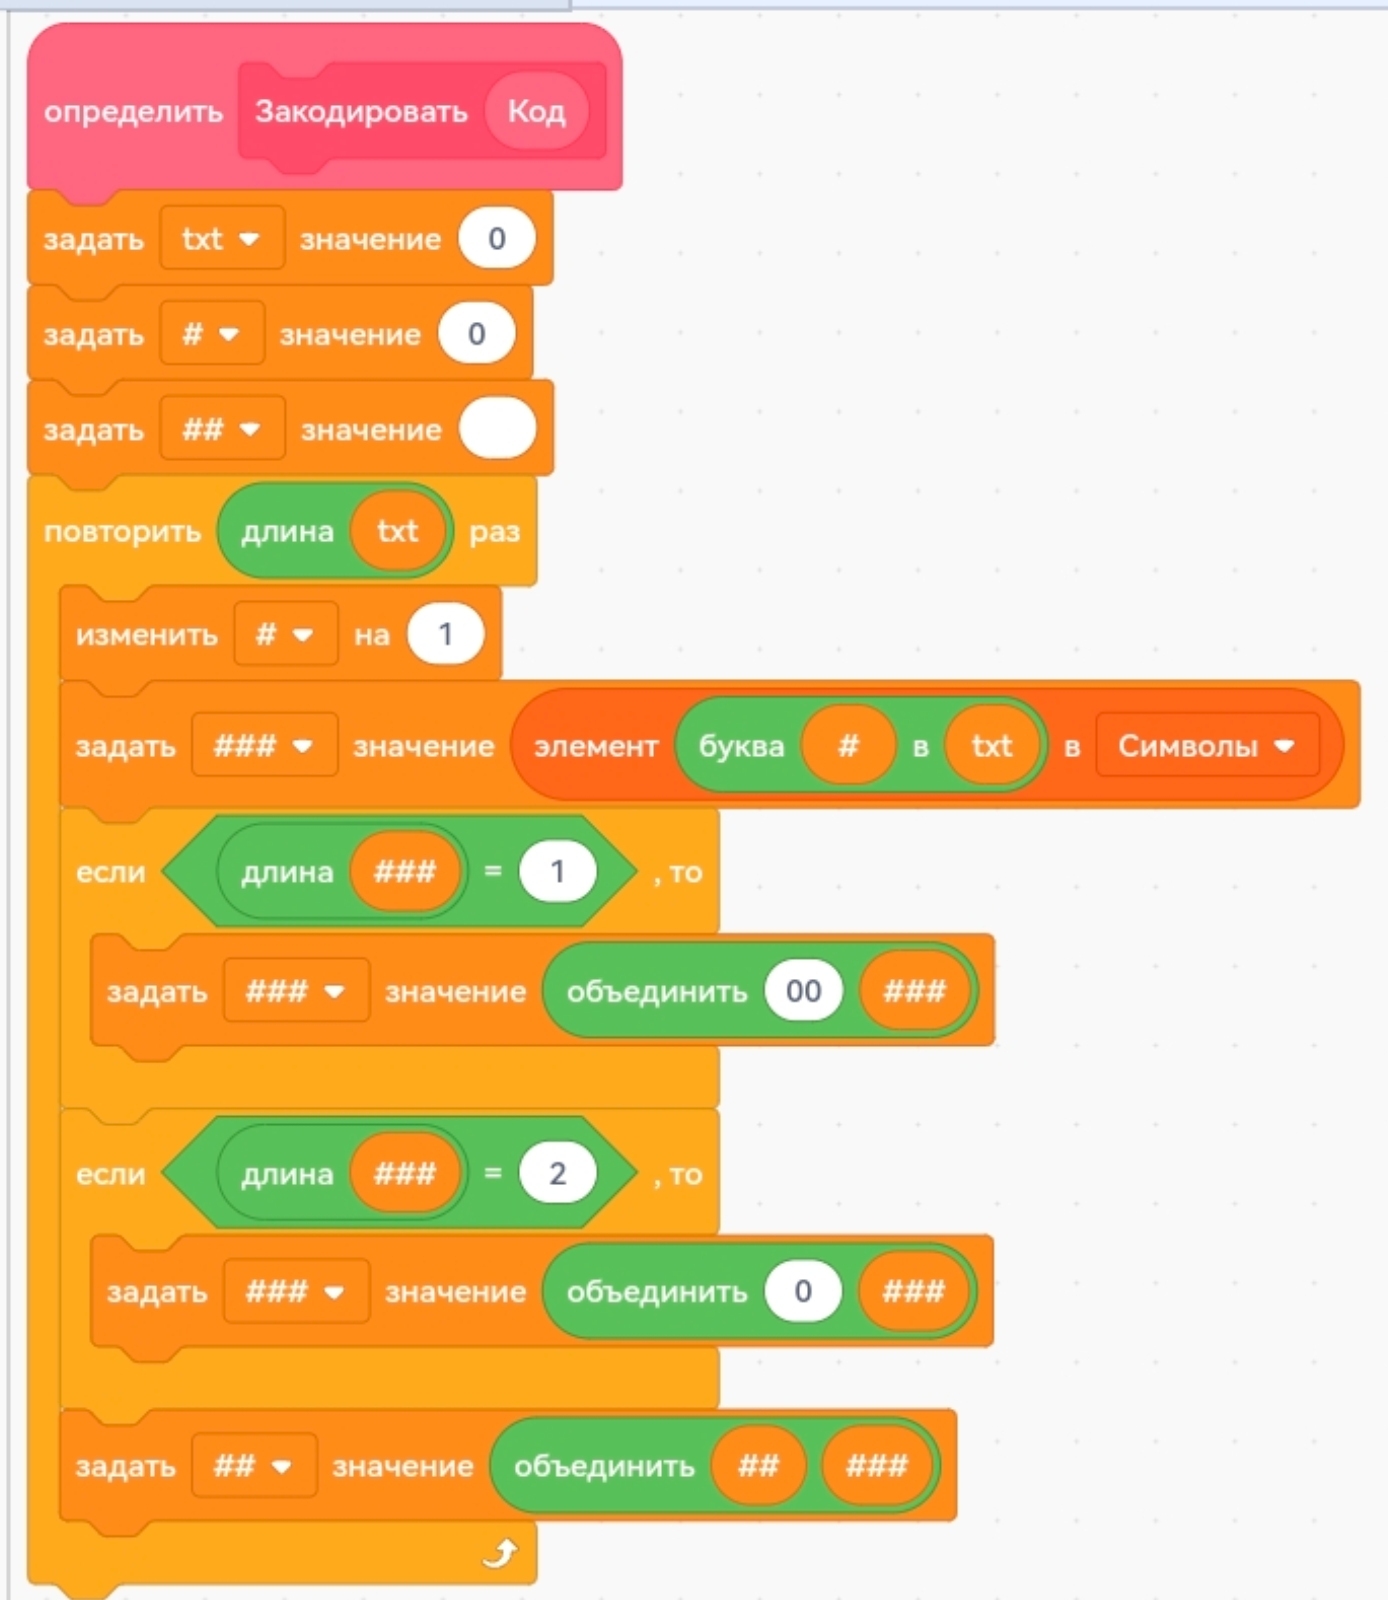 определить Закодировать Код
задать txt значение 0
задать # значение 0
задать ## значение
повторить длина txt раз
изменить # на 1
задать ### значение элемент буква # в txt в Символы
если длина ### = 1 , то
задать ### значение объединить 00 ###
если длина ### = 2 , то
задать ### значение объединить 0 ###
задать ## значение объединить ## ###